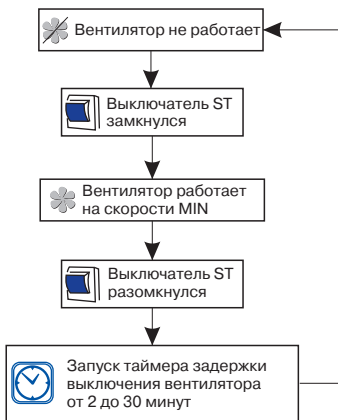 Вентилятор не работает
Выключатель ST
замкнулся
Вентилятор работает
на скорости MIN
Выключатель ST
разомкнулся
Запуск таймера задержки
выключения вентилятора
от 2 до 30 минут